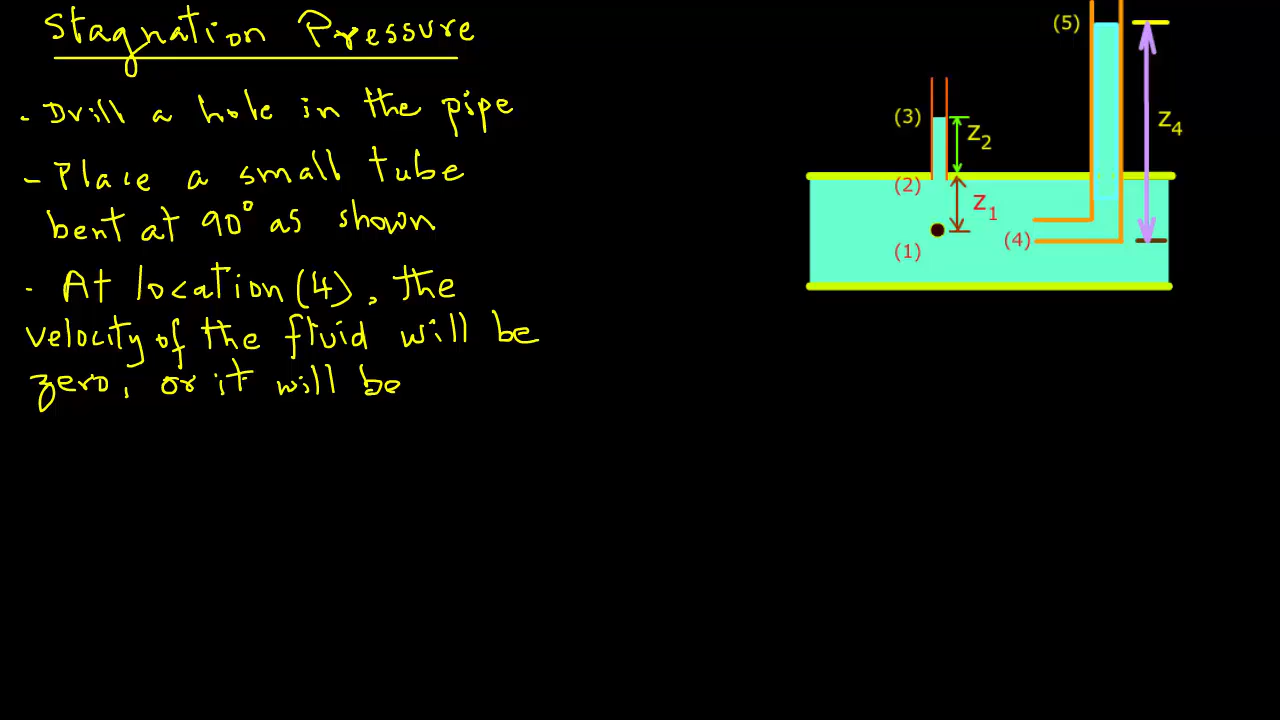 Stagnation Pressure
. Drill a hole in the pipe
- Place a small tube
bent at 90° as shown
. At location (4), the
velocity of the fluid will be
zero, or it will be
(5)
(3)
z2
z4
(2)
z1
(4)
(1)